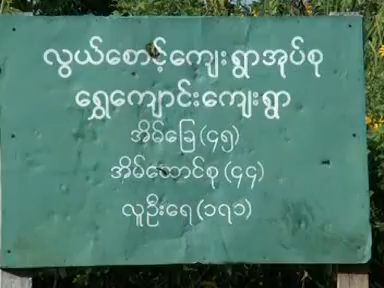 လွယ်စောင့်ကျေးရွာအုပ်စု
ရွှေကျောင်းကျေးရွာ
အိမ်ခြေ(၄၅)
အိမ်ထောင်စု(၄၄)
လူဦးရေ(၁၇၁)